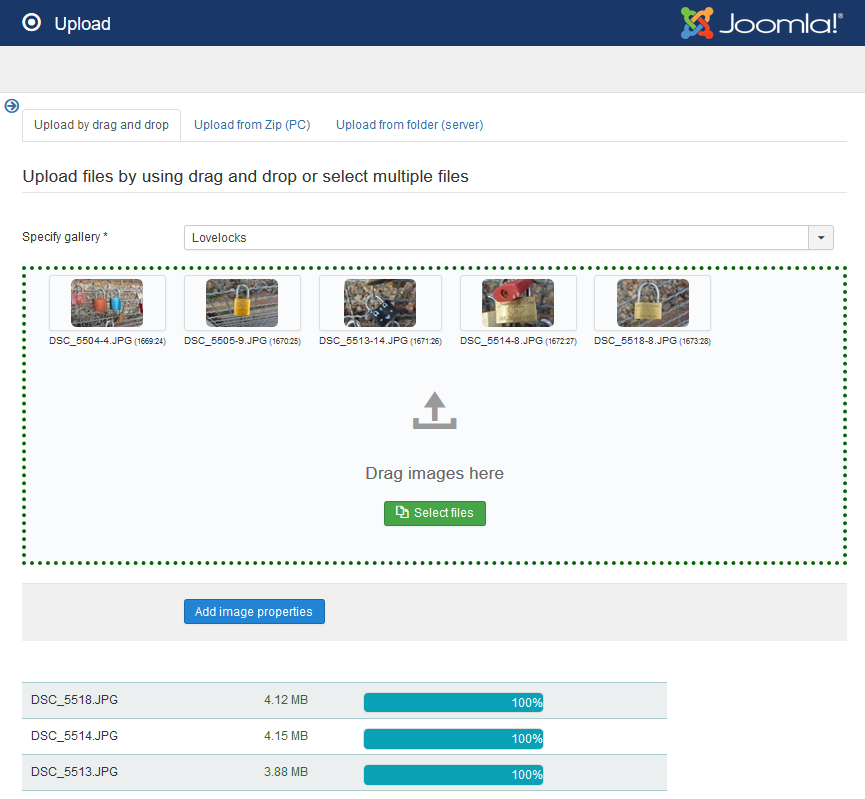 Upload
Joomla!®
Upload by drag and drop Upload from Zip (PC) Upload from folder (server)
Upload files by using drag and drop or select multiple files
Specify gallery * Lovelocks
DSC_5504-4.JPG (1669:24) DSC_5505-9.JPG (1670:25) DSC_5513-14.JPG (1671:26) DSC_5514-8.JPG (1672:27) DSC_5518-8.JPG (1673:28)
Drag images here
Select files
Add image properties
DSC_5518.JPG 4.12 MB 100%
DSC_5514.JPG 4.15 MB 100%
DSC_5513.JPG 3.88 MB 100%